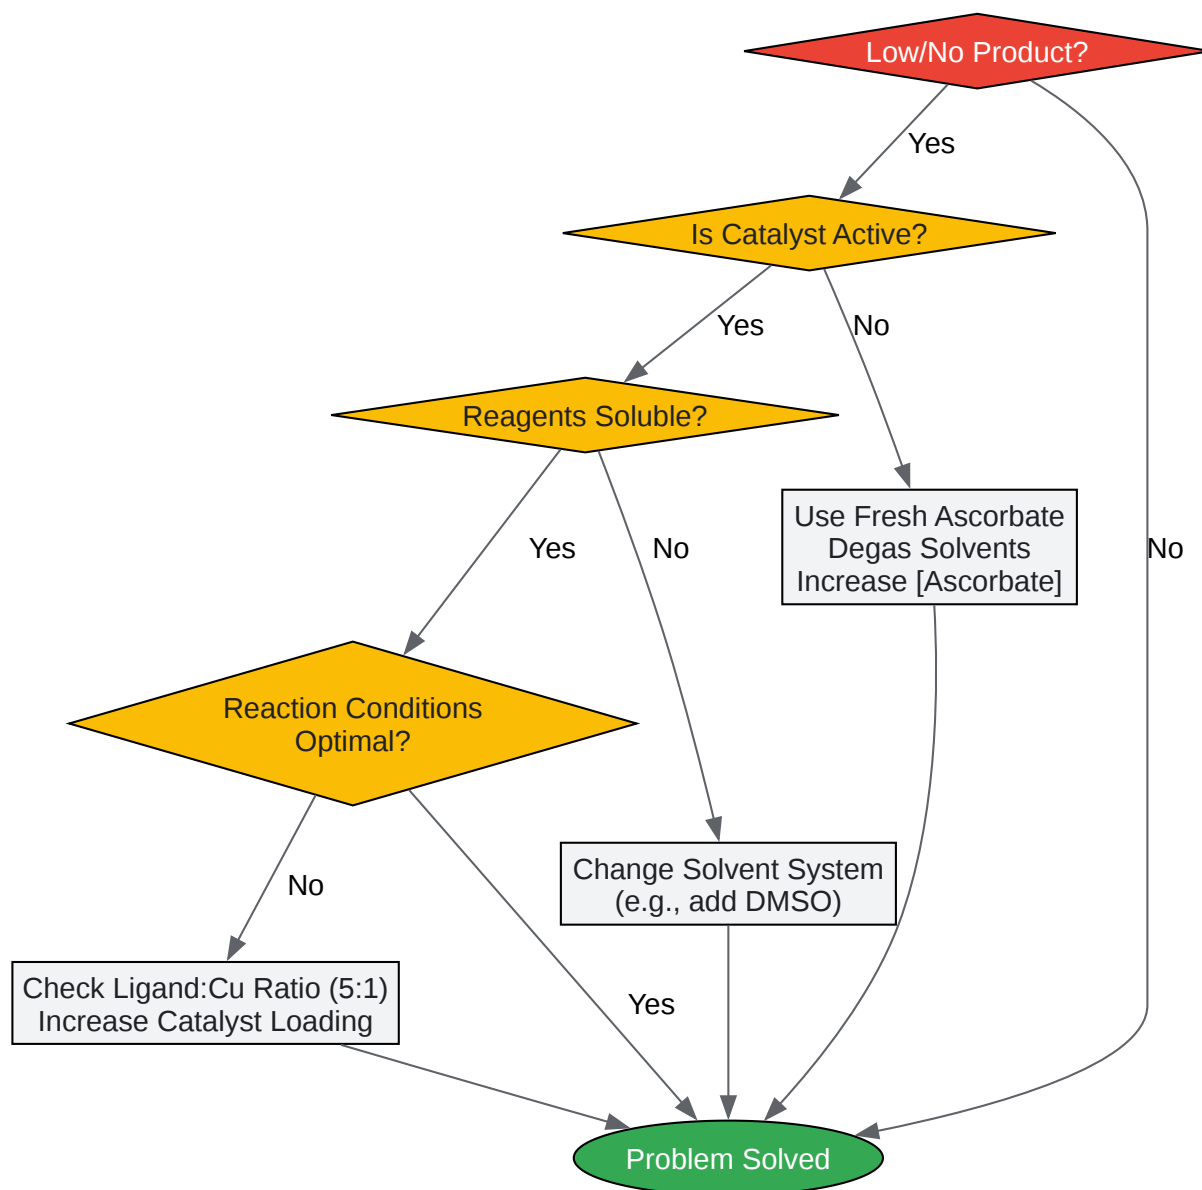 Low/No Product?
Yes
Is Catalyst Active?
Yes
No
Reagents Soluble?
Use Fresh Ascorbate
Degas Solvents
Increase [Ascorbate]
Yes
No
No
Reaction Conditions
Optimal?
Change Solvent System
(e.g., add DMSO)
No
Check Ligand:Cu Ratio (5:1)
Increase Catalyst Loading
Yes
Problem Solved